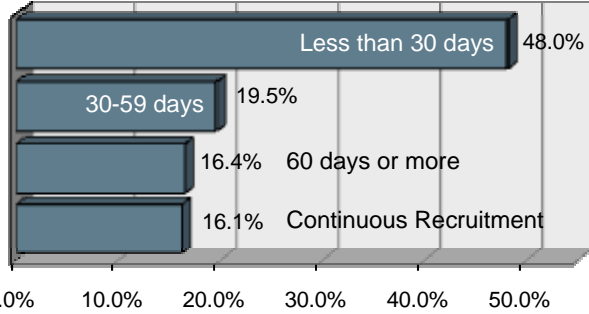 Less than 30 days 48.0%
30-59 days 19.5%
16.4% 60 days or more
16.1% Continuous Recruitment
.0% 10.0% 20.0% 30.0% 40.0% 50.0%